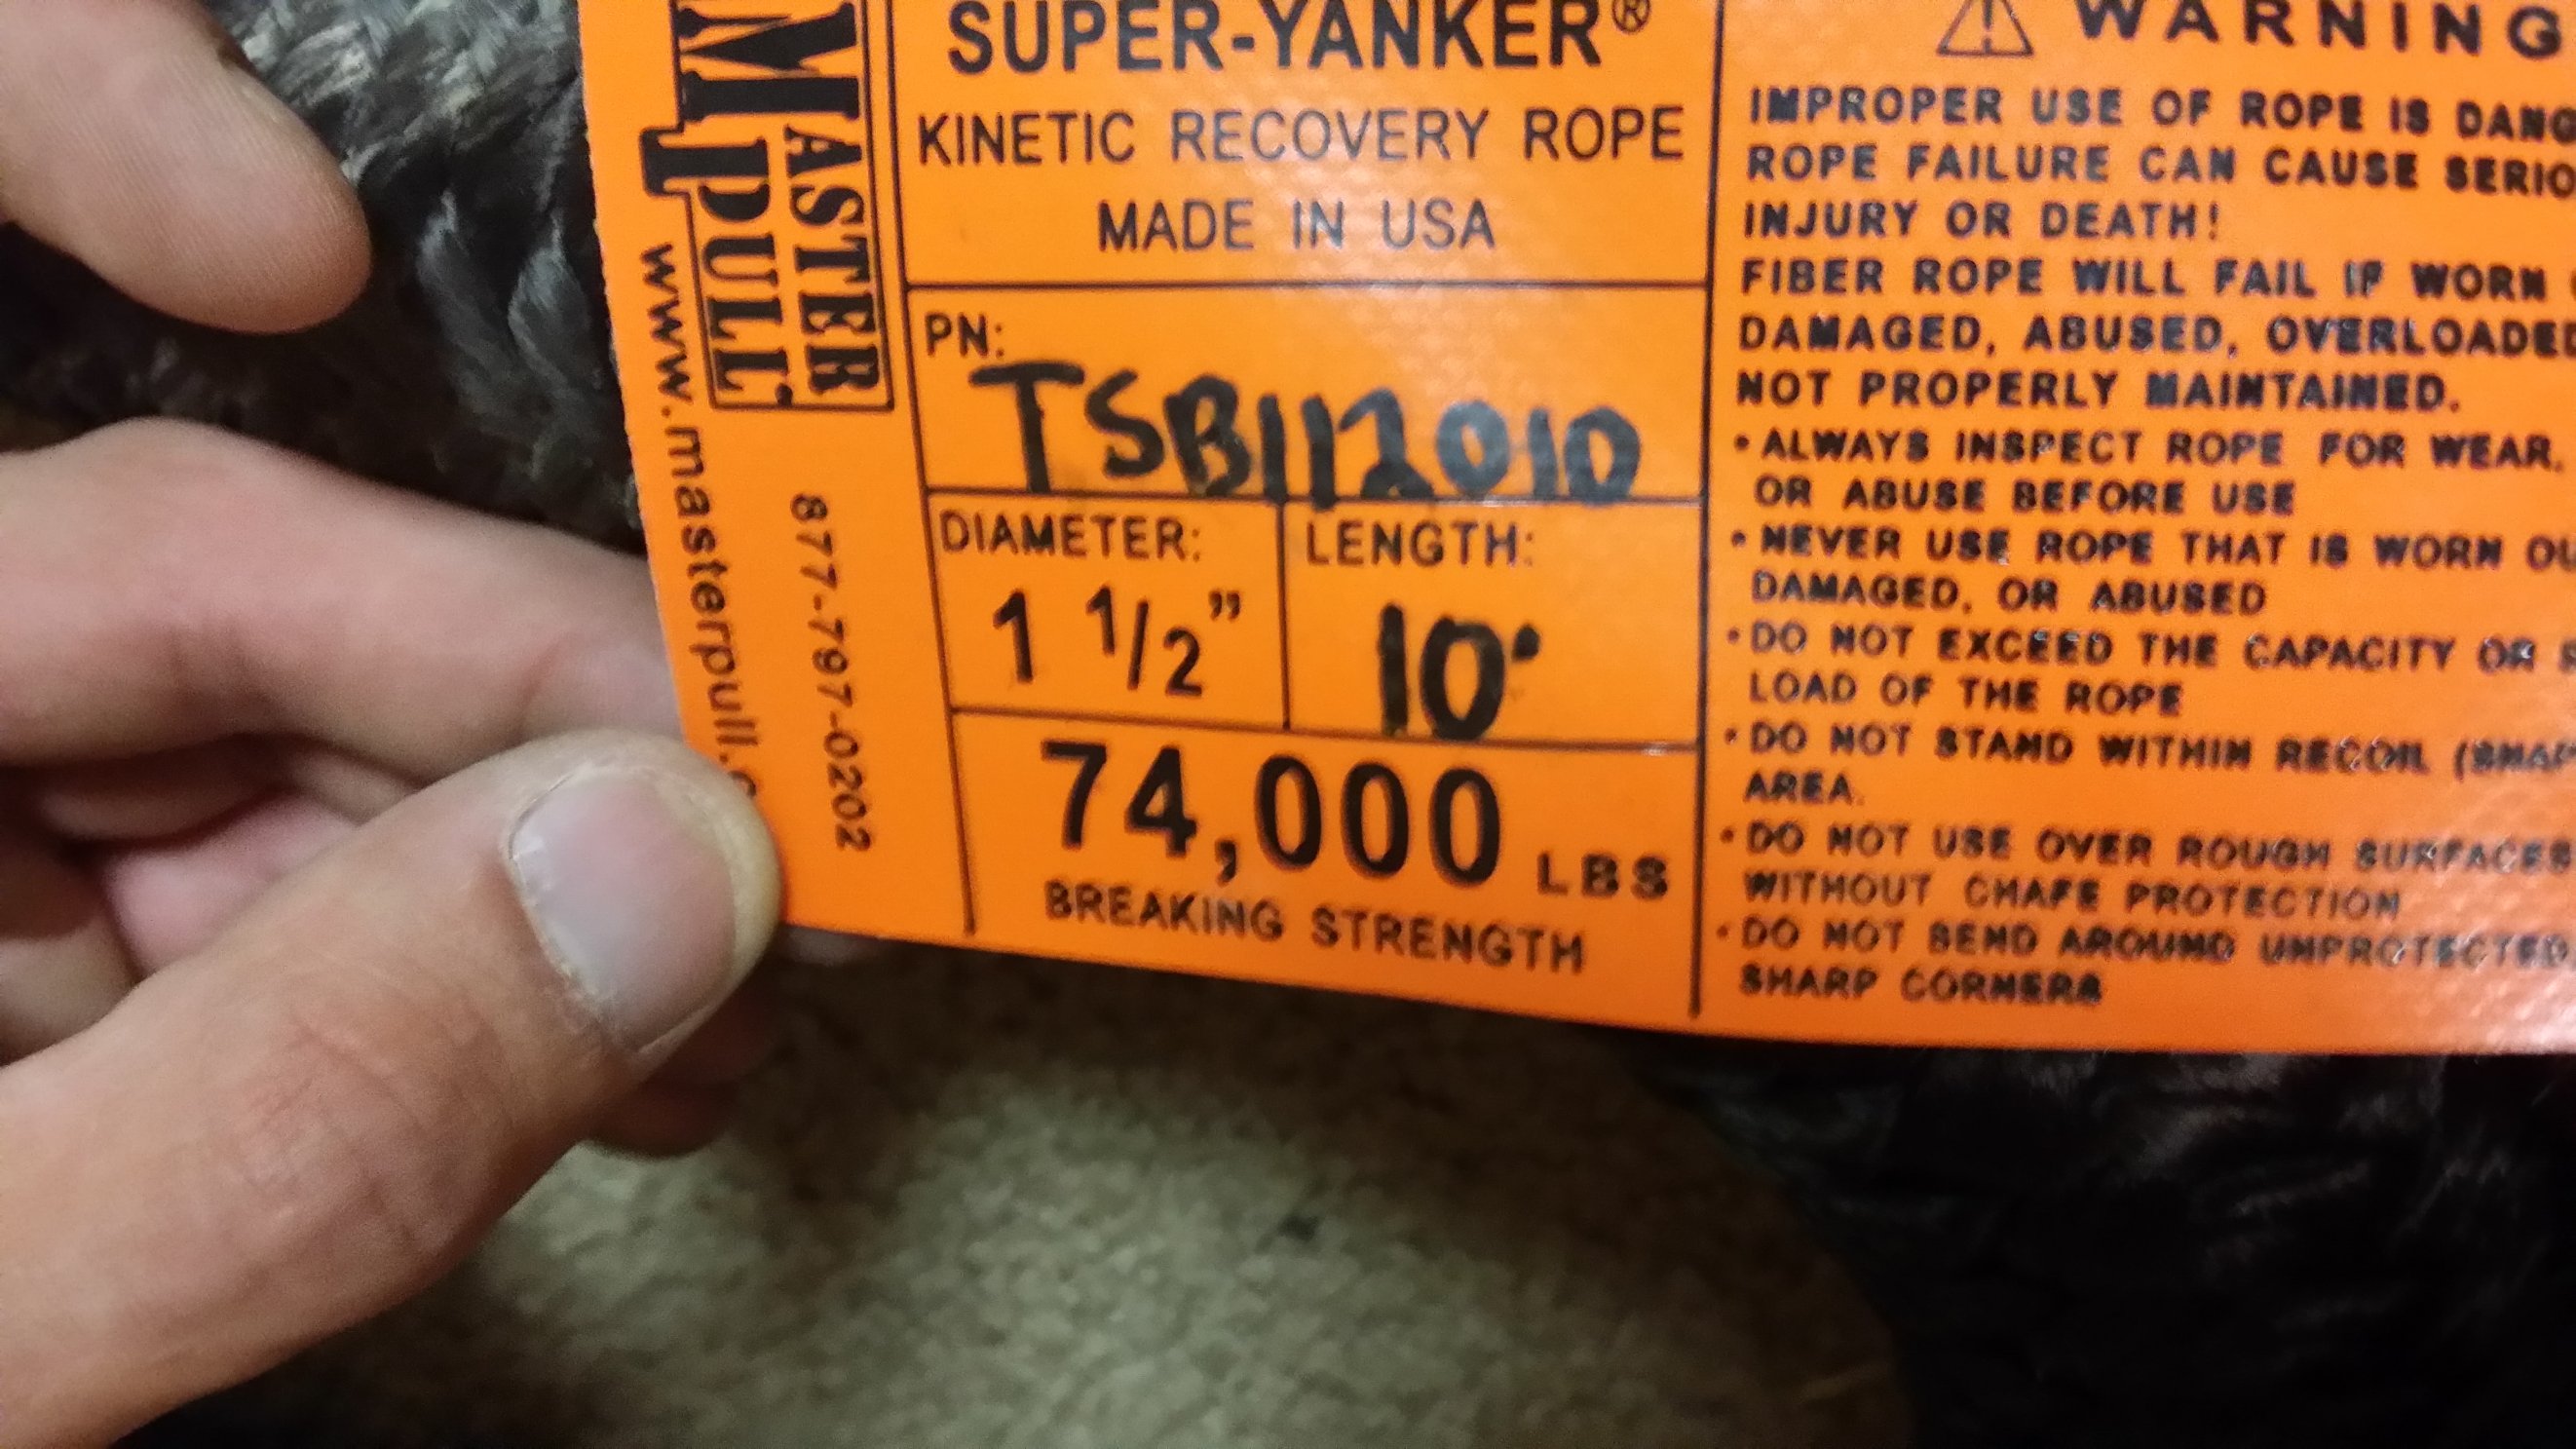 MASTER
PULL
www.masterpull.
877-797-0202
SUPER-YANKER®
KINETIC RECOVERY ROPE
MADE IN USA
PN:
TSB112010
DIAMETER:
1 1/2"
LENGTH:
10'
74,000 LBS
BREAKING STRENGTH
⚠ WARNING
IMPROPER USE OF ROPE IS
ROPE FAILURE CAN CAUSE
INJURY OR DEATH!
FIBER ROPE WILL FAIL IF WORN
DAMAGED, ABUSED, OVERLOADED
NOT PROPERLY MAINTAINED.
• ALWAYS INSPECT ROPE FOR WEAR,
OR ABUSE BEFORE USE
• NEVER USE ROPE THAT IS WORN
DAMAGED, OR ABUSED
• DO NOT EXCEED THE CAPACITY OR
LOAD OF THE ROPE
• DO NOT STAND WITHIN RECOIL
AREA.
• DO NOT USE OVER ROUGH SURFACES
WITHOUT CHAFE PROTECTION
• DO NOT BEND AROUND UNPROTECTED
SHARP CORNERS